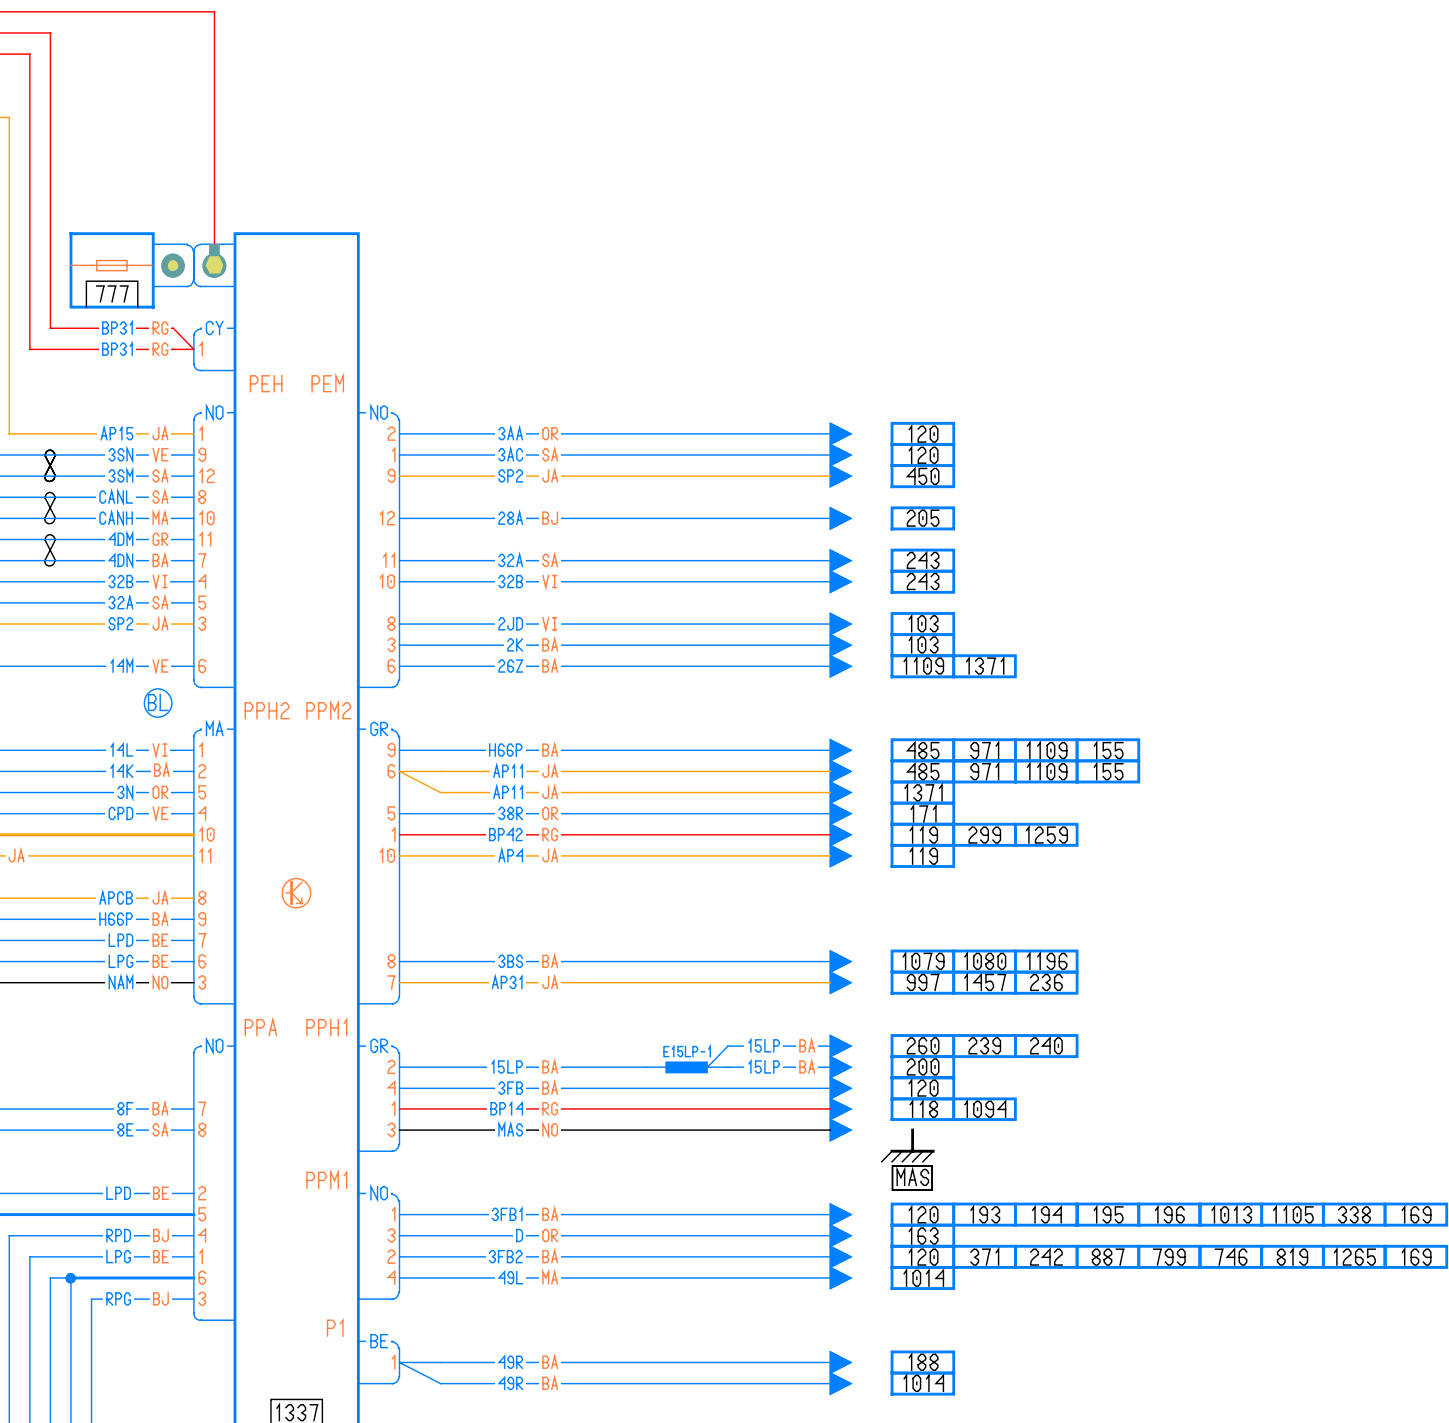 777
BP31 RG CY
BP31 RG 1
PEH PEM
NO NO
AP15 JA 1 2 3AA OR 120
3SN VE 9 1 3AC SA 120
3SM SA 12 9 SP2 JA 450
CANL SA 8
CANH MA 10 12 28A BJ 205
4DM GR 11
4DN BA 7 11 32A SA 243
32B VI 4 10 32B VI 243
32A SA 5
SP2 JA 3 8 2JD VI 103
3 2K BA 103
14M VE 6 6 26Z BA 1109 1371
BL
PPH2 PPM2
MA GR
14L VI 1 9 H66P BA 485 971 1109 155
14K BA 2 6 AP11 JA 485 971 1109 155
3N OR 5 AP11 JA 1371
CPD VE 4 5 38R OR 171
10 1 BP42 RG 119 299 1259
JA 11 10 AP4 JA 119
K
APCB JA 8
H66P BA 9
LPD BE 7
LPG BE 6 8 3BS BA 1079 1080 1196
NAM NO 3 7 AP31 JA 997 1457 236
PPA PPH1
NO GR E15LP-1 15LP BA 260 239 240
2 15LP BA 15LP BA 200
4 3FB BA 120
8F BA 7 1 BP14 RG 118 1094
8E SA 8 3 MAS NO
MAS
PPM1
LPD BE 2 NO
5 1 3FB1 BA 120 193 194 195 196 1013 1105 338 169
RPD BJ 4 3 D OR 163
LPG BE 1 2 3FB2 BA 120 371 242 887 799 746 819 1265 169
6 4 49L MA 1014
RPG BJ 3
P1
BE
1 49R BA 188
49R BA 1014
1337